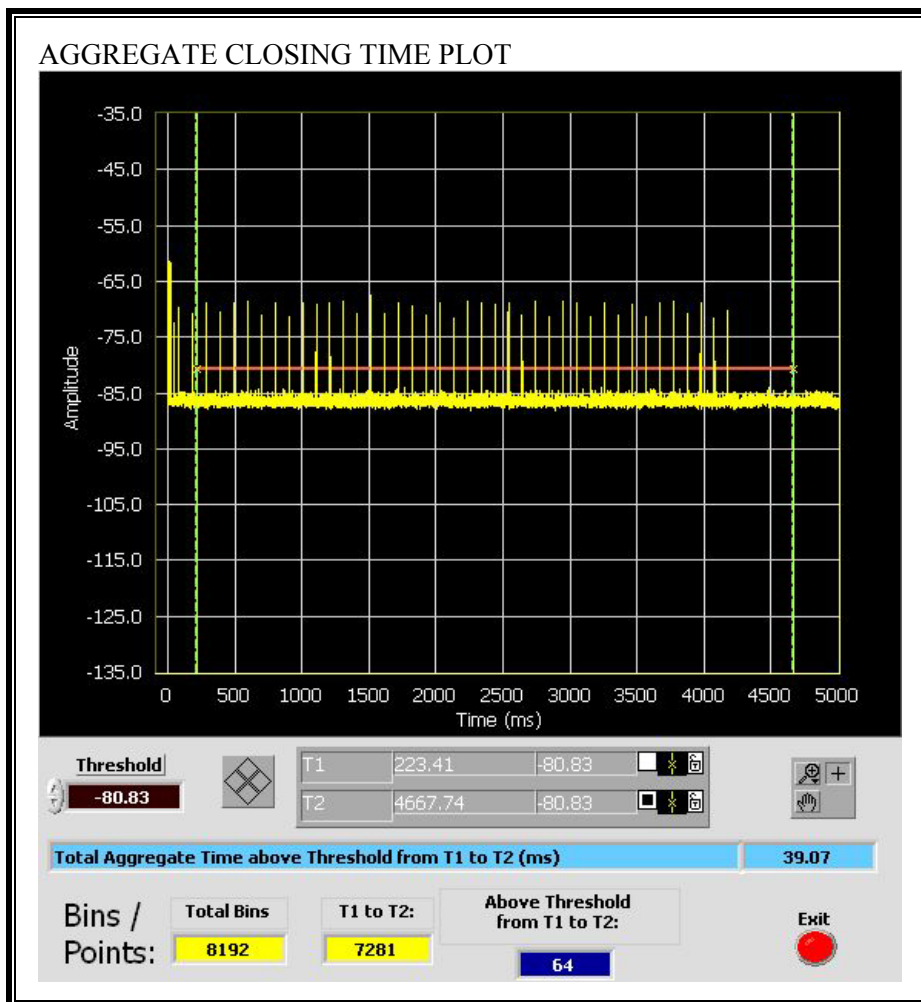 AGGREGATE CLOSING TIME PLOT
-35.0
-45.0
-55.0
-65.0
-75.0
-85.0
-95.0
-105.0
-115.0
-125.0
-135.0
Amplitude
0 500 1000 1500 2000 2500 3000 3500 4000 4500 5000
Time (ms)
Threshold
-80.83
T1 223.41 -80.83
T2 4667.74 -80.83
Total Aggregate Time above Threshold from T1 to T2 (ms) 39.07
Bins /
Points:
Total Bins
8192
T1 to T2:
7281
Above Threshold
from T1 to T2:
64
Exit